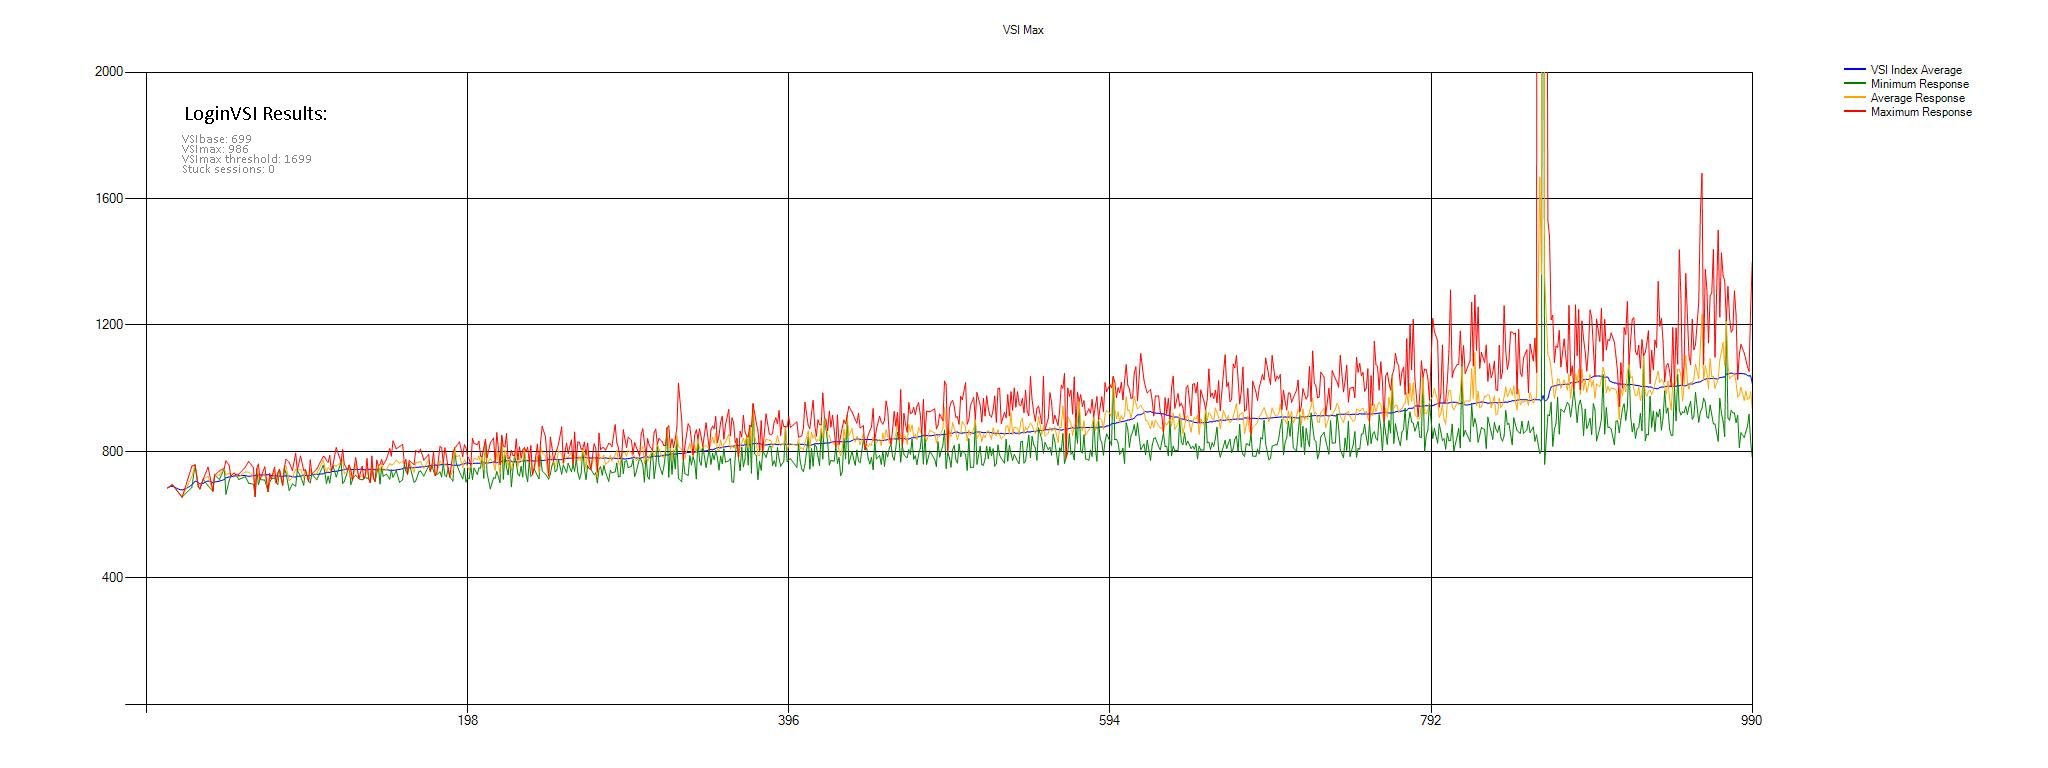 VSI Max
2000
1600
1200
800
400
198
396
594
792
990
LoginVSI Results:
VSIbase: 699
VSImax: 986
VSImax threshold: 1699
Stuck sessions: 0
VSI Index Average
Minimum Response
Average Response
Maximum Response